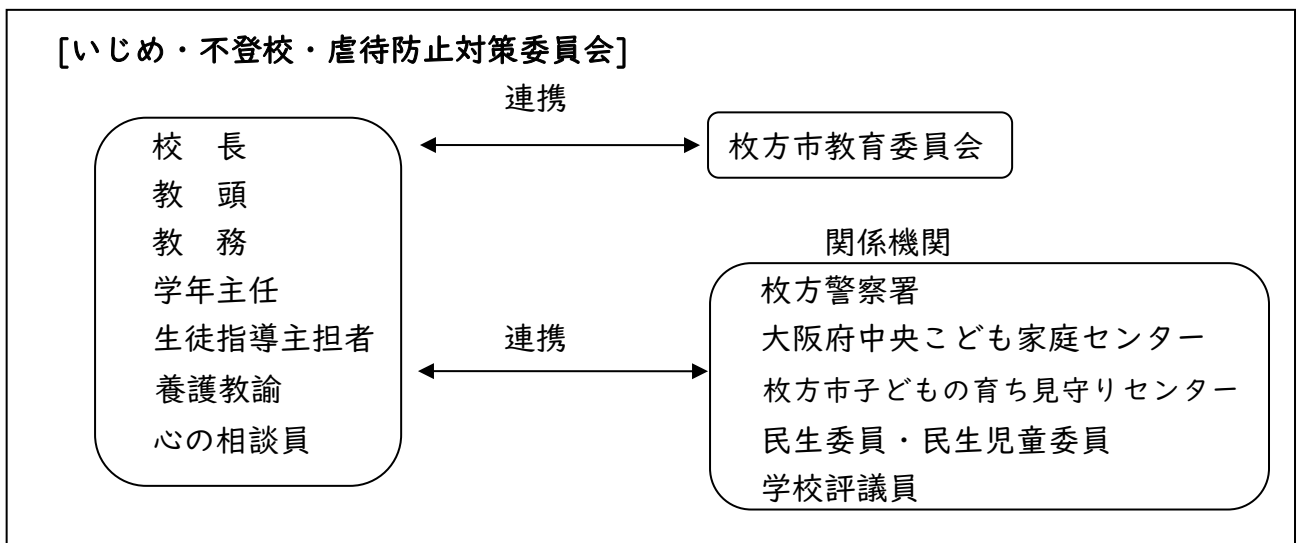 [いじめ・不登校・虐待防止対策委員会]
連携
校　長
教　頭
教　務
学年主任
生徒指導主担者
養護教諭
心の相談員
枚方市教育委員会
連携
関係機関
枚方警察署
大阪府中央こども家庭センター
枚方市子どもの育ち見守りセンター
民生委員・民生児童委員
学校評議員